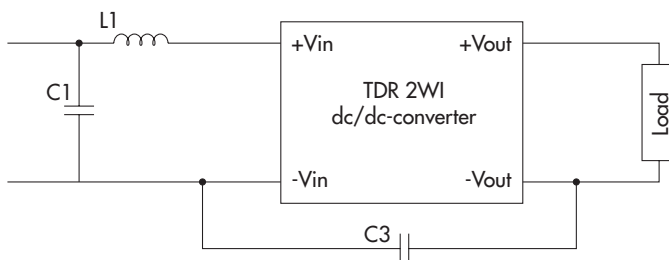 L1
+Vin
+Vout
C1
TDR 2WI
dc/dc-converter
Load
-Vin
-Vout
C3